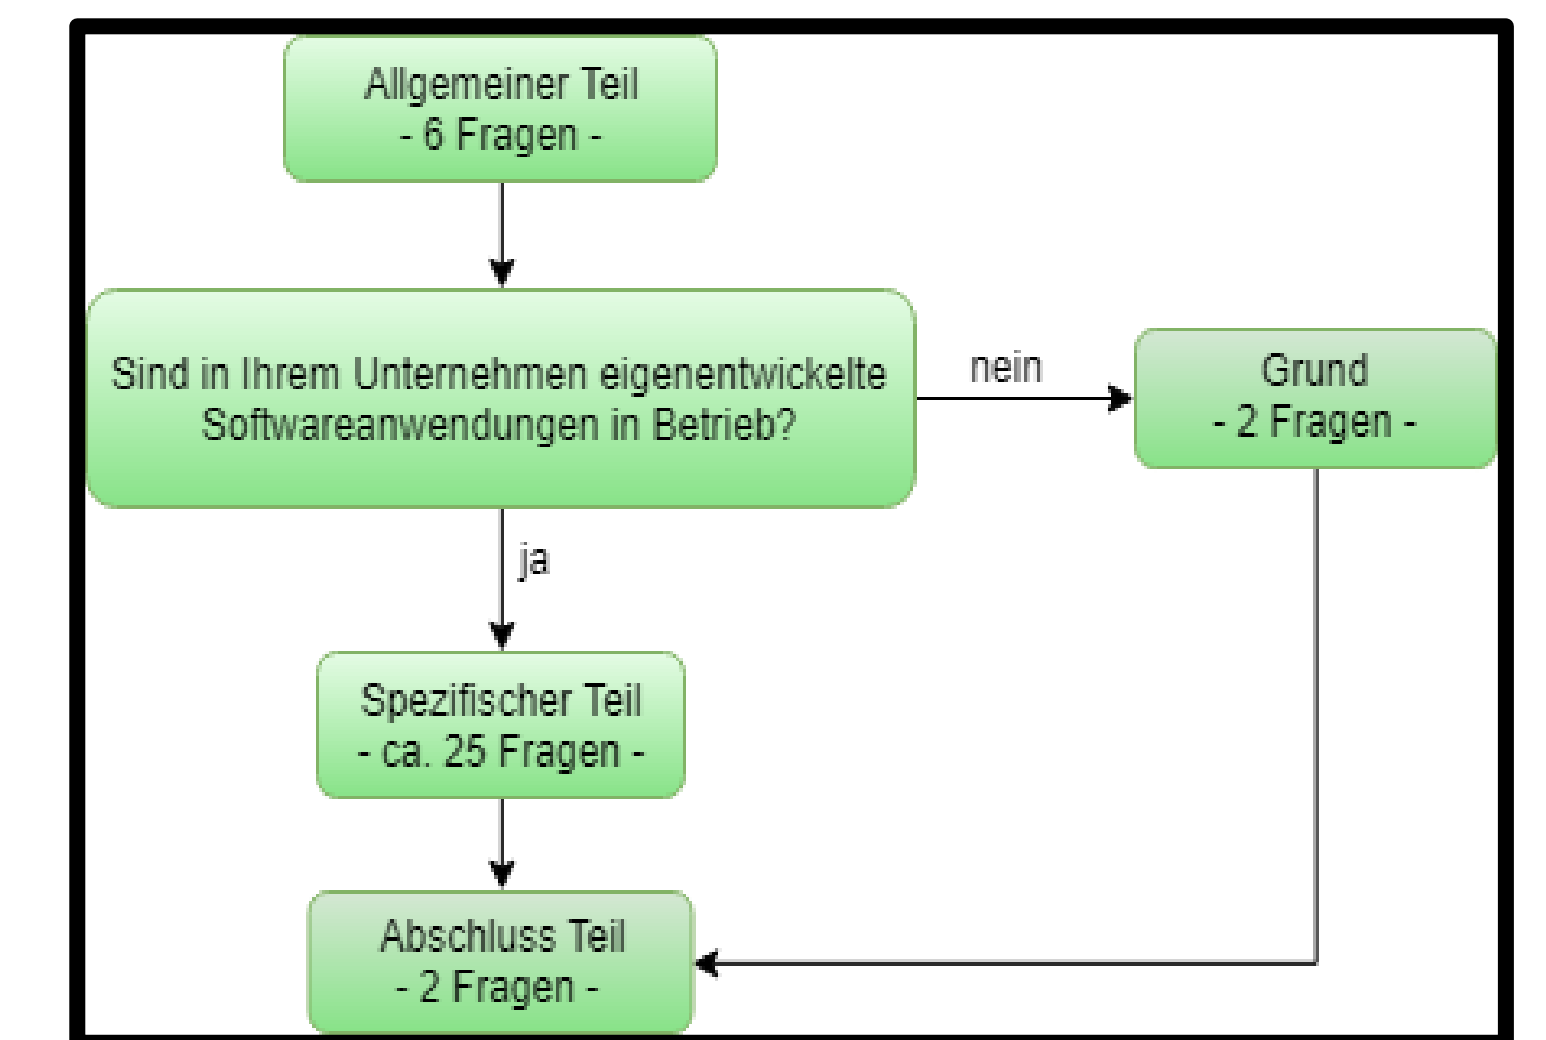 Allgemeiner Teil
- 6 Fragen -
Sind in Ihrem Unternehmen eigenentwickelte
Softwareanwendungen in Betrieb?
nein
Grund
- 2 Fragen -
ja
Spezifischer Teil
- ca. 25 Fragen -
Abschluss Teil
- 2 Fragen -